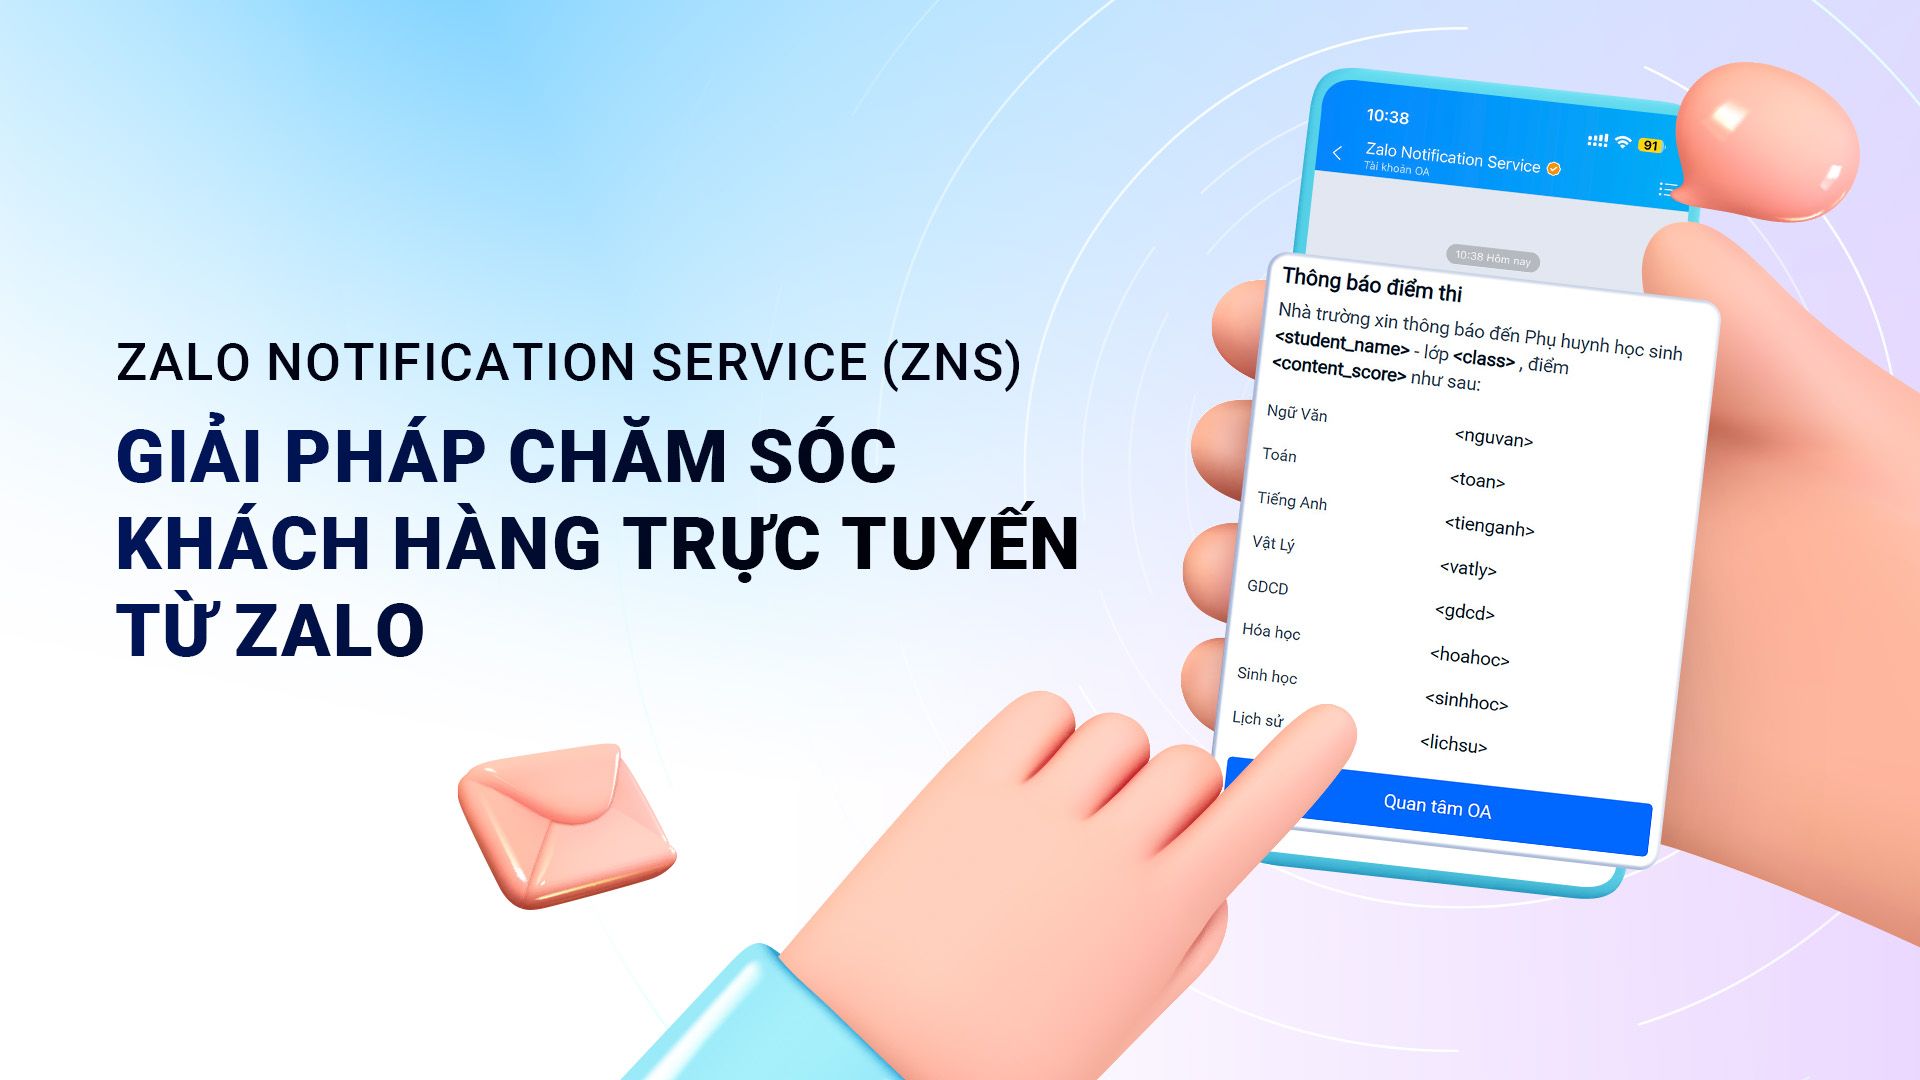 ZALO NOTIFICATION SERVICE (ZNS)
GIẢI PHÁP CHĂM SÓC
KHÁCH HÀNG TRỰC TUYẾN
TỪ ZALO
10:38
91
Zalo Notification Service
Tài khoản OA
10:38 Hôm nay
Thông báo điểm thi
Nhà trường xin thông báo đến Phụ huynh học sinh
<student_name> - lớp <class> , điểm
<content_score> như sau:
Ngữ Văn <nguvan>
Toán <toan>
Tiếng Anh <tienganh>
Vật Lý <vatly>
GDCD <gdcd>
Hóa học <hoahoc>
Sinh học <sinhhoc>
Lịch sử <lichsu>
Quan tâm OA